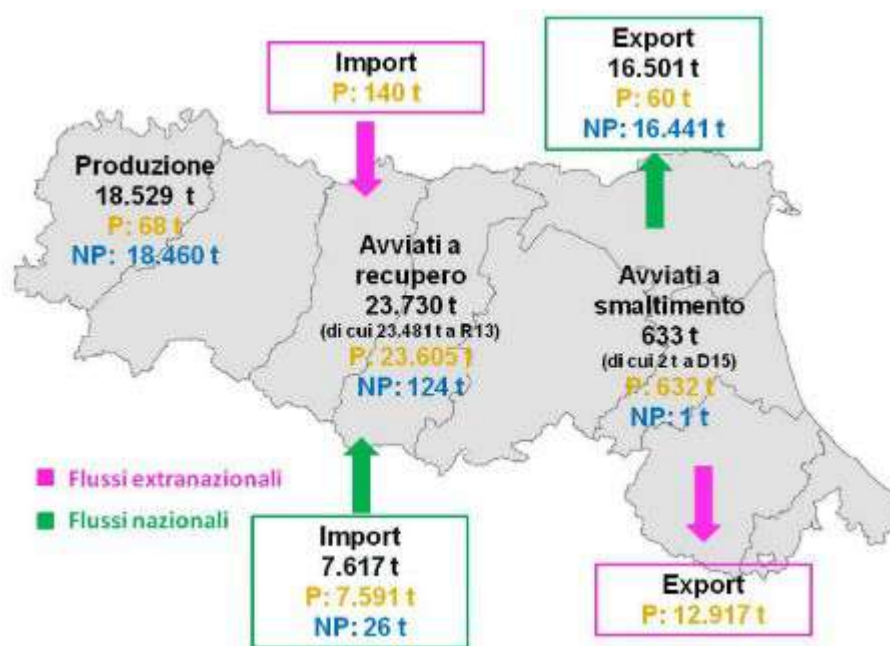 Import
P: 140 t
Export
16.501 t
P: 60 t
NP: 16.441 t
Produzione
18.529 t
P: 68 t
NP: 18.460 t
Avviati a
recupero
23.730 t
(di cui 23.481 t a R13)
P: 23.605 t
NP: 124 t
Avviati a
smaltimento
633 t
(di cui 2 t a D15)
P: 632 t
NP: 1 t
Flussi extranazionali
Flussi nazionali
Import
7.617 t
P: 7.591 t
NP: 26 t
Export
P: 12.917 t